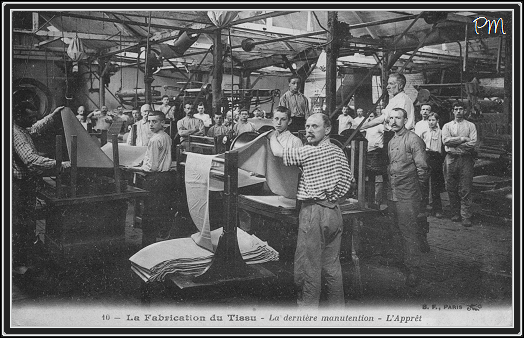 PM
B. F., PARIS
10 — La Fabrication du Tissu - La dernière manutention - L'Apprêt